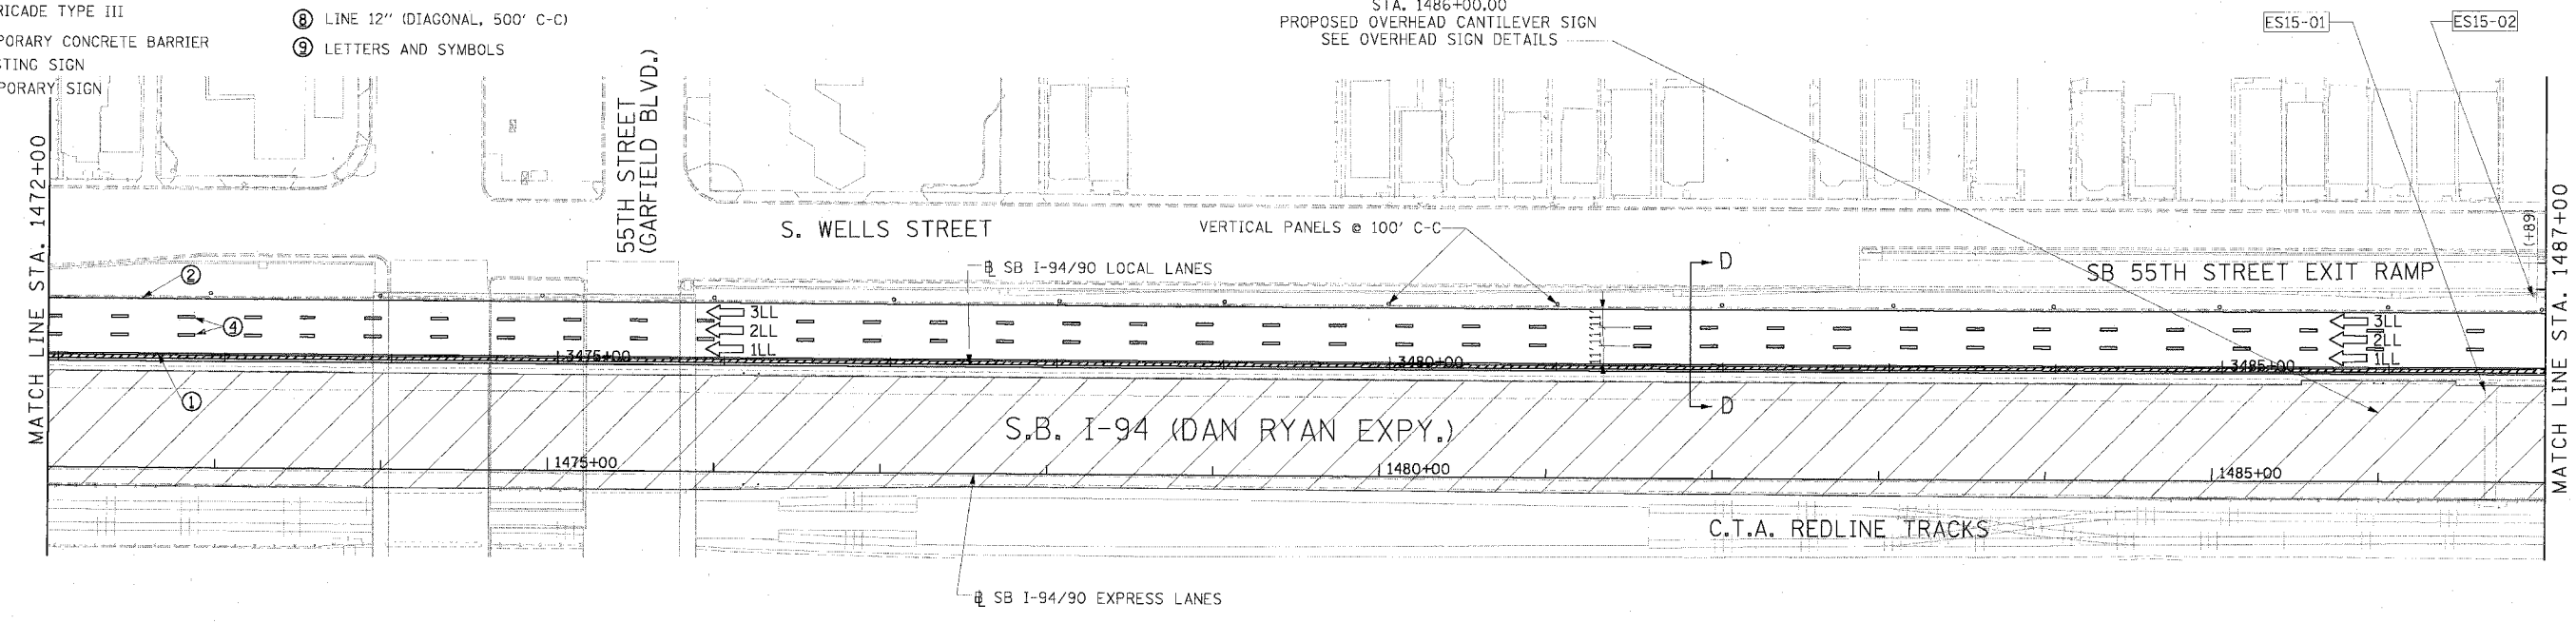 RICADE TYPE III
PORARY CONCRETE BARRIER
STING SIGN
PORARY SIGN
⑧ LINE 12" (DIAGONAL, 500' C-C)
⑨ LETTERS AND SYMBOLS
STA. 1486+00.00
PROPOSED OVERHEAD CANTILEVER SIGN
SEE OVERHEAD SIGN DETAILS
ES15-01
ES15-02
MATCH LINE STA. 1472+00
55TH STREET
(GARFIELD BLVD.)
S. WELLS STREET
VERTICAL PANELS @ 100' C-C
(+89)
MATCH LINE STA. 1487+00
SB 55TH STREET EXIT RAMP
℄ SB I-94/90 LOCAL LANES
D
②
④
3LL
2LL
1LL
11' 11' 11'
3LL
2LL
1LL
3475+00
3480+00
3485+00
①
D
S.B. I-94 (DAN RYAN EXPY.)
1475+00
1480+00
1485+00
C.T.A. REDLINE TRACKS
℄ SB I-94/90 EXPRESS LANES